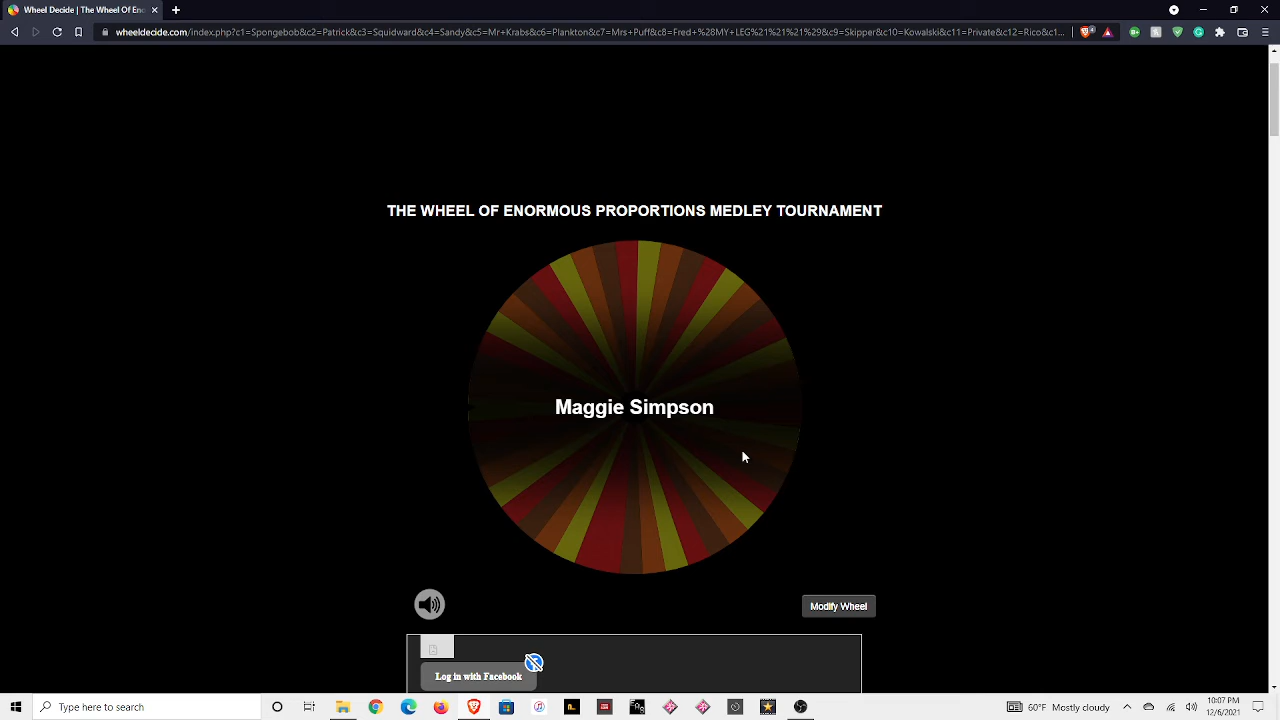 Wheel Decide | The Wheel Of En
wheeldecide.com/index.php?c1=Spongebob&c2=Patrick&c3=Squidward&c4=Sandy&c5=Mr+Krabs&c6=Plankton&c7=Mrs+Puff&c8=Fred+%28MY+LEG%21%21%21%29&c9=Skipper&c10=Kowalski&c11=Private&c12=Rico&c1...
THE WHEEL OF ENORMOUS PROPORTIONS MEDLEY TOURNAMENT
Maggie Simpson
Modify Wheel
Log in with Facebook
Type here to search
60°F Mostly cloudy
10:07 PM
12/6/2021